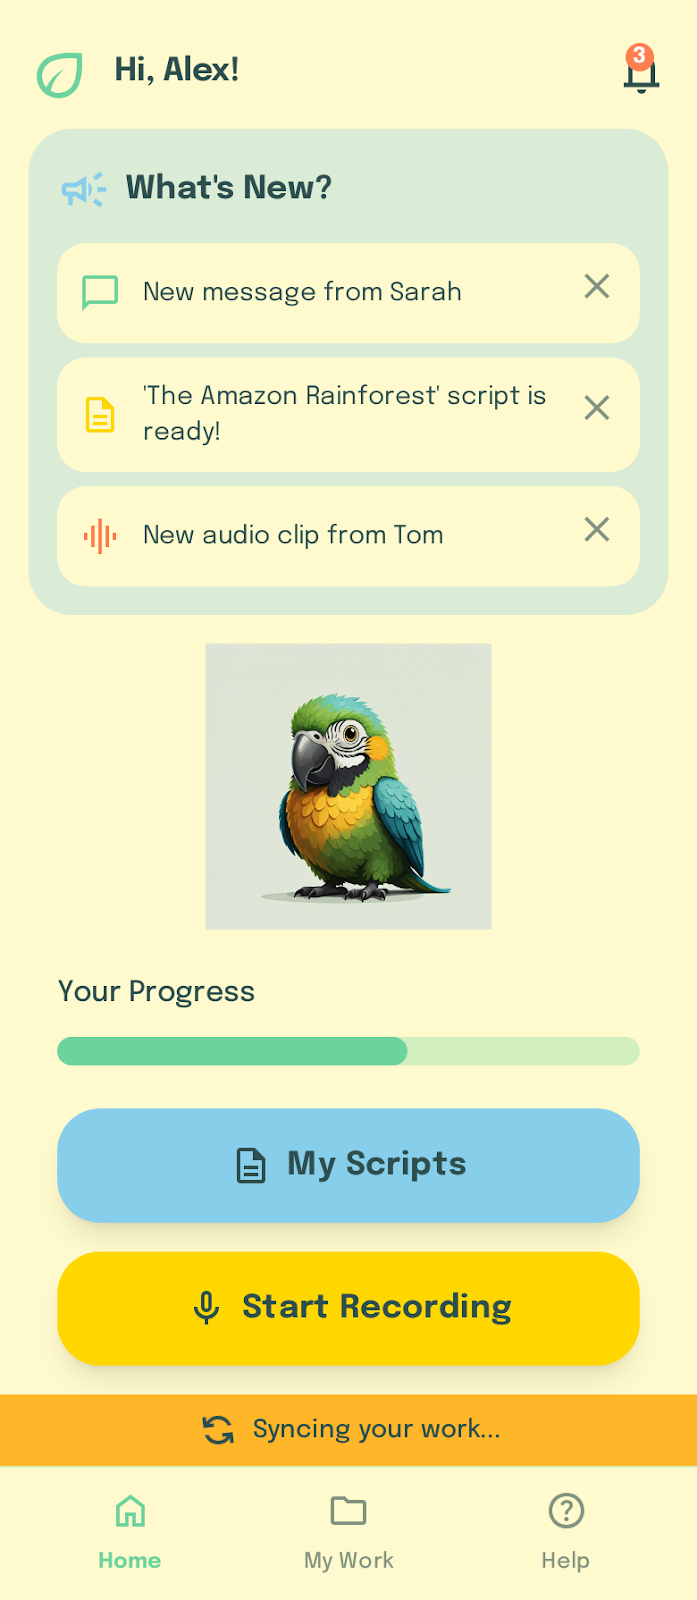 Hi, Alex!
3
What's New?
New message from Sarah
'The Amazon Rainforest' script is
ready!
New audio clip from Tom
Your Progress
My Scripts
Start Recording
Syncing your work...
Home
My Work
Help